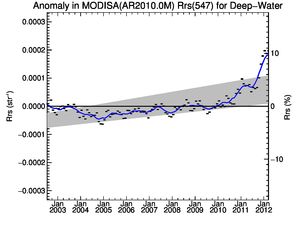 Anomaly in MODISA(AR2010.0M) Rrs(547) for Deep-Water
0.0003
0.0002
0.0001
0.0000
-0.0001
-0.0002
-0.0003
Rrs (str⁻¹)
10
0
-10
Rrs (%)
Jan Jan Jan Jan Jan Jan Jan Jan Jan Jan
2003 2004 2005 2006 2007 2008 2009 2010 2011 2012